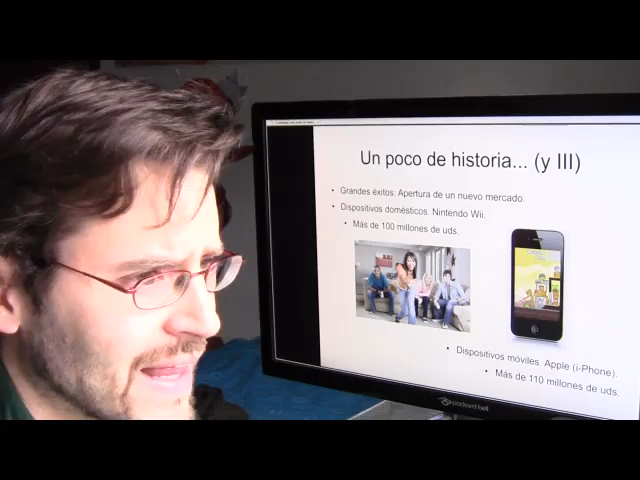 Un poco de historia... (y III)
• Grandes éxitos: Apertura de un nuevo mercado.
• Dispositivos domésticos. Nintendo Wii.
• Más de 100 millones de uds.
• Dispositivos móviles. Apple (i-Phone).
• Más de 110 millones de uds.
packard bell